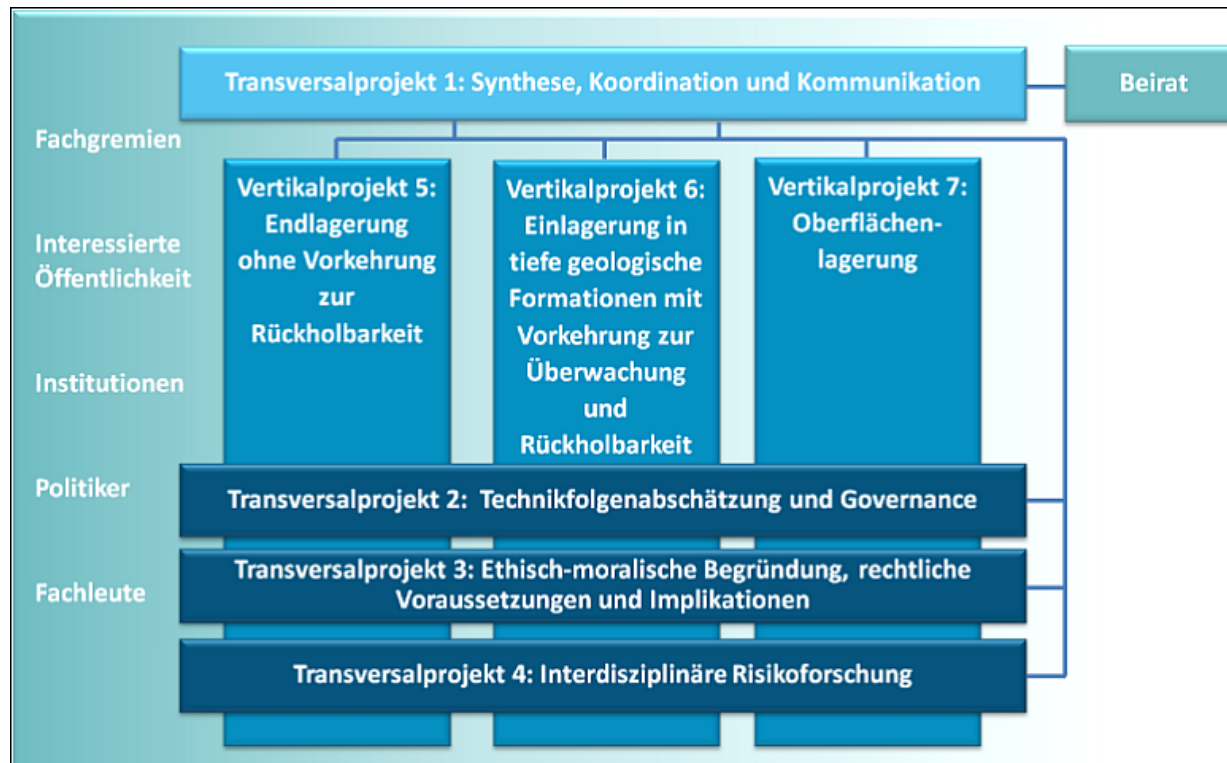 Transversalprojekt 1: Synthese, Koordination und Kommunikation
Beirat
Fachgremien
Interessierte
Öffentlichkeit
Institutionen
Politiker
Fachleute
Vertikalprojekt 5:
Endlagerung
ohne Vorkehrung
zur
Rückholbarkeit
Vertikalprojekt 6:
Einlagerung in
tiefe geologische
Formationen mit
Vorkehrung zur
Überwachung
und
Rückholbarkeit
Vertikalprojekt 7:
Oberflächen-
lagerung
Transversalprojekt 2: Technikfolgenabschätzung und Governance
Transversalprojekt 3: Ethisch-moralische Begründung, rechtliche
Voraussetzungen und Implikationen
Transversalprojekt 4: Interdisziplinäre Risikoforschung